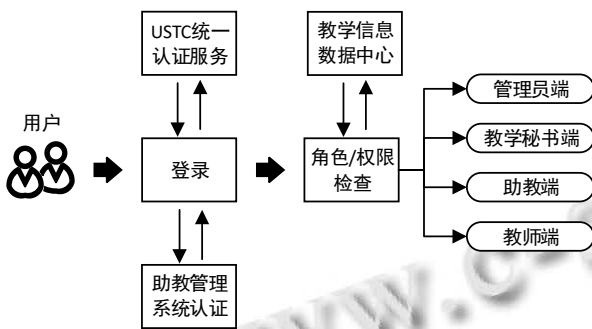 USTC统一
认证服务
教学信息
数据中心
用户
登录
角色/权限
检查
管理员端
教学秘书端
助教端
教师端
助教管理
系统认证